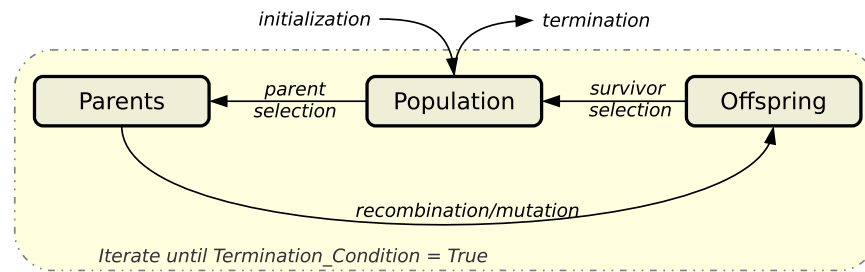 initialization
termination
Parents
parent
selection
Population
survivor
selection
Offspring
recombination/mutation
Iterate until Termination_Condition = True